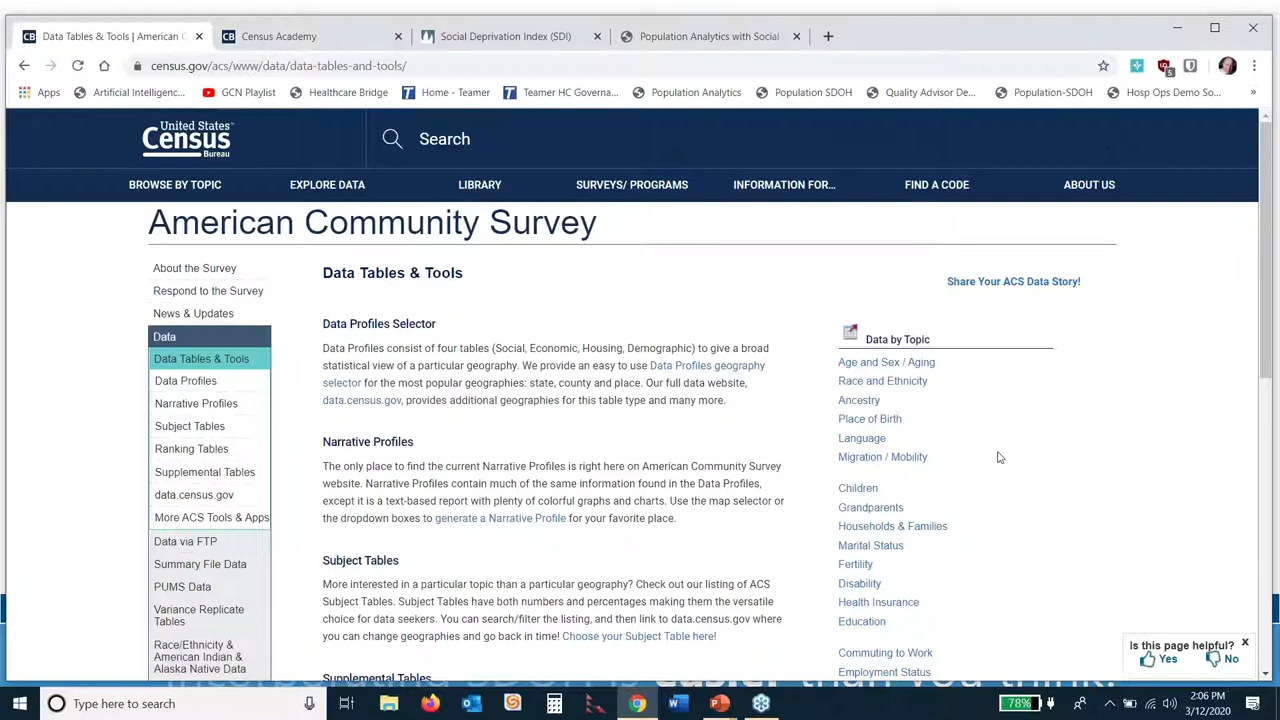 CB Data Tables & Tools | American C
CB Census Academy
Social Deprivation Index (SDI)
Population Analytics with Social
census.gov/acs/www/data/data-tables-and-tools/
Apps
Artificial Intelligenc...
GCN Playlist
Healthcare Bridge
Home - Teamer
Teamer HC Governa...
Population Analytics
Population SDOH
Quality Advisor De...
Population-SDOH
Hosp Ops Demo So...
United States
Census
Bureau
Search
BROWSE BY TOPIC
EXPLORE DATA
LIBRARY
SURVEYS/ PROGRAMS
INFORMATION FOR...
FIND A CODE
ABOUT US
American Community Survey
About the Survey
Respond to the Survey
News & Updates
Data
Data Tables & Tools
Data Profiles
Narrative Profiles
Subject Tables
Ranking Tables
Supplemental Tables
data.census.gov
More ACS Tools & Apps
Data via FTP
Summary File Data
PUMS Data
Variance Replicate
Tables
Race/Ethnicity &
American Indian &
Alaska Native Data
Data Tables & Tools
Data Profiles Selector
Data Profiles consist of four tables (Social, Economic, Housing, Demographic) to give a broad
statistical view of a particular geography. We provide an easy to use Data Profiles geography
selector for the most popular geographies: state, county and place. Our full data website,
data.census.gov, provides additional geographies for this table type and many more.
Narrative Profiles
The only place to find the current Narrative Profiles is right here on American Community Survey
website. Narrative Profiles contain much of the same information found in the Data Profiles,
except it is a text-based report with plenty of colorful graphs and charts. Use the map selector or
the dropdown boxes to generate a Narrative Profile for your favorite place.
Subject Tables
More interested in a particular topic than a particular geography? Check out our listing of ACS
Subject Tables. Subject Tables have both numbers and percentages making them the versatile
choice for data seekers. You can search/filter the listing, and then link to data.census.gov where
you can change geographies and go back in time! Choose your Subject Table here!
Supplemental Tables
Share Your ACS Data Story!
Data by Topic
Age and Sex / Aging
Race and Ethnicity
Ancestry
Place of Birth
Language
Migration / Mobility
Children
Grandparents
Households & Families
Marital Status
Fertility
Disability
Health Insurance
Education
Commuting to Work
Employment Status
Is this page helpful? X
Yes No
easier than you think.
Type here to search
78%
2:06 PM
3/12/2020